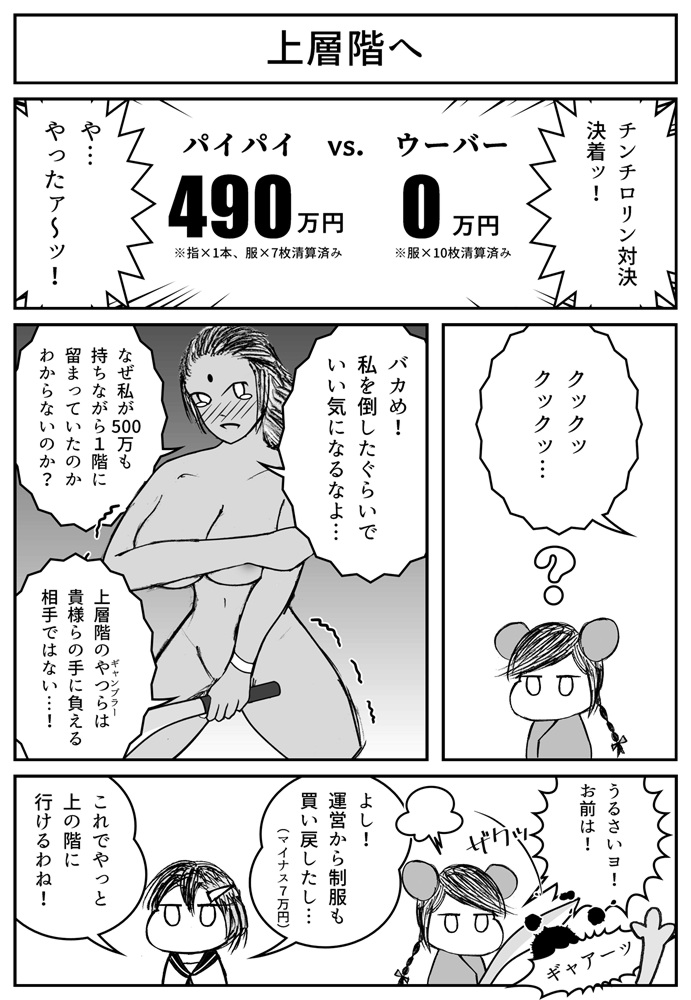 上層階へ
チンチロリン対決
決着ッ！
パイパイ vs. ウーバー
490万円 0万円
※指×1本、服×7枚清算済み ※服×10枚清算済み
や…
やったァ～ッ！
クックッ
クックッ…
？
バカめ！
私を倒したぐらいで
いい気になるなよ…
なぜ私が500万も
持ちながら1階に
留まっていたのか
わからないのか？
上層階のやつらは
ギャンブラー
貴様らの手に負える
相手ではない…！
うるさいヨ！
お前は！
ザクッ
ギャアーッ
よし！
運営から制服も
買い戻したし…
（マイナス7万円）
これでやっと
上の階に
行けるわね！